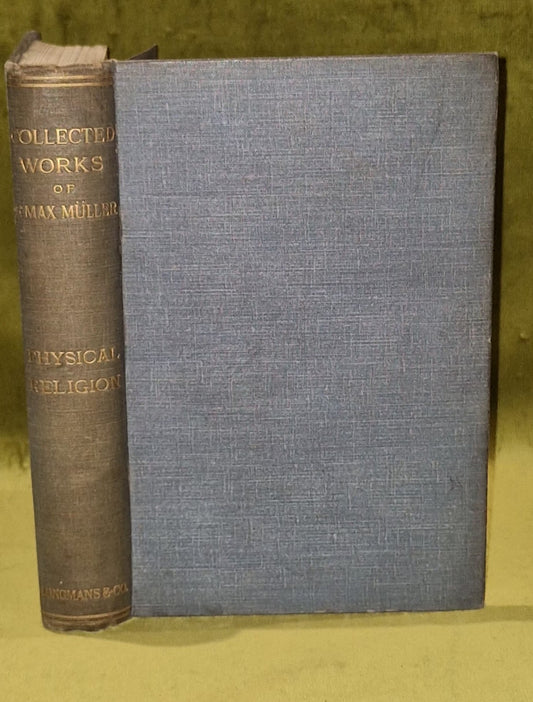 COLLECTED
WORKS
OF
F. MAX MÜLLER
PHYSICAL
RELIGION
LONGMANS & CO.